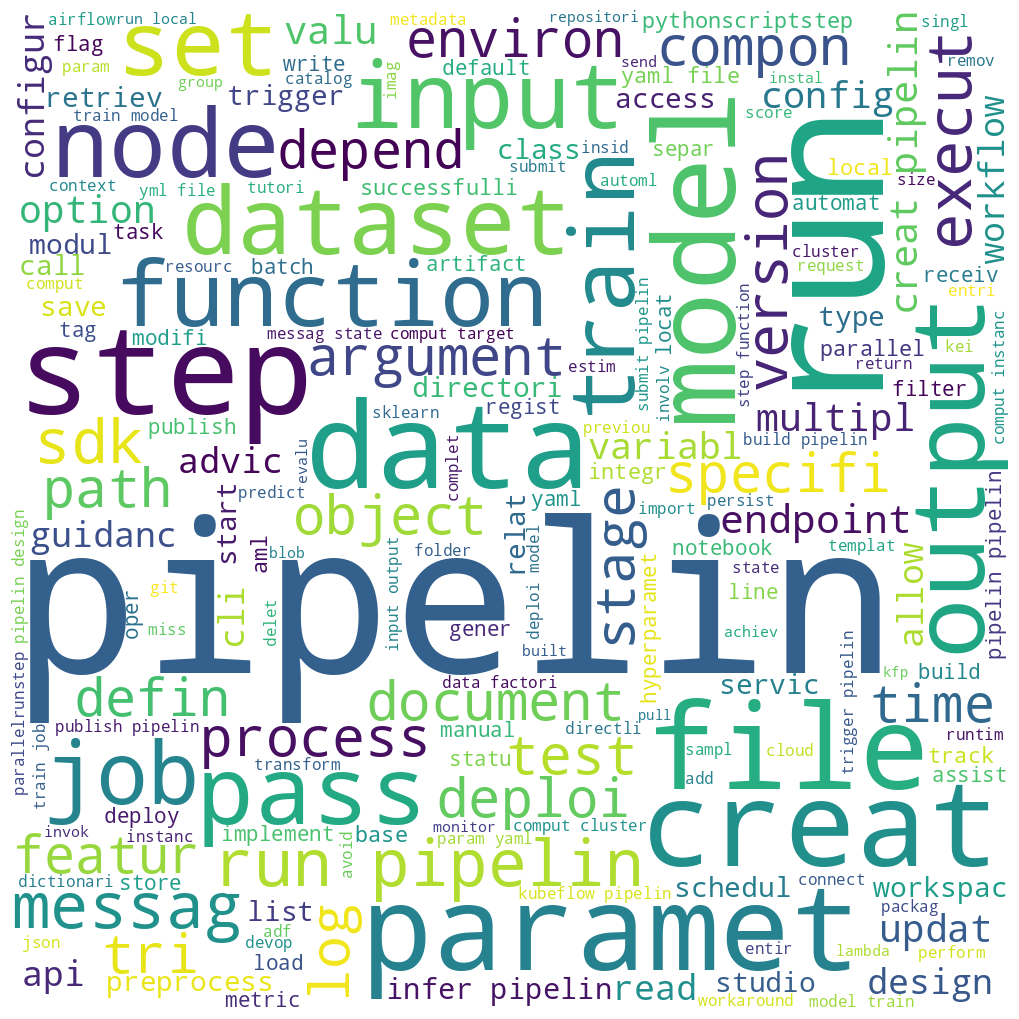 airflowrun local
metadata
repositori
pythonscriptstep
singl
flag
set
valu
environ
compon
write
default
send
yaml file
instal
remov
param
group
catalog
imag
configur
retriev
trigger
input
access
config
execut
creat pipelin
train model
score
node
depend
class
insid
separ
model
run
local
workflow
submit
automl
size
context
yml file
tutori
successfulli
train
version
automat
option
dataset
task
modul
cluster
request
receiv
call
resourc
batch
artifact
comput
function
save
entri
tag
modifi
messag state
comput target
submit pipelin
involv locat
step function
type
parallel
return
kei
output
comput instanc
step
argument
estim
directori
filter
sklearn
regist
multipl
publish
previou
variabl
build pipelin
sdk
advic
evalu
data
complet
integr
specifi
predict
path
start
object
relat
yaml
stage
import
persist
endpoint
guidanc
aml
blob
folder
input output
deploi model
notebook
templat
state
allow
pipelin pipelin
pipelin design
git
oper
miss
cli
delet
pipelin
gener
built
hyperparamet
line
achiev
kfp
build
parallelrunstep
defin
data factori
document
servic
time
publish pipelin
process
manual
directli
pull
trigger pipelin
runtim
train job
job
transform
statu
test
file
sampl
cloud
add
track
assist
pass
deploi
deploy
invok
instanc
implement
base
avoid
monitor
param yaml
comput cluster
creat
featur
run pipelin
dictionari
store
kubeflow pipelin
schedul
connect
workspac
messag
list
log
paramet
packag
updat
json
adf
tri
devop
load
entir
lambda
perform
api
preprocess
metric
infer pipelin
read
studio
workaround
model train
design